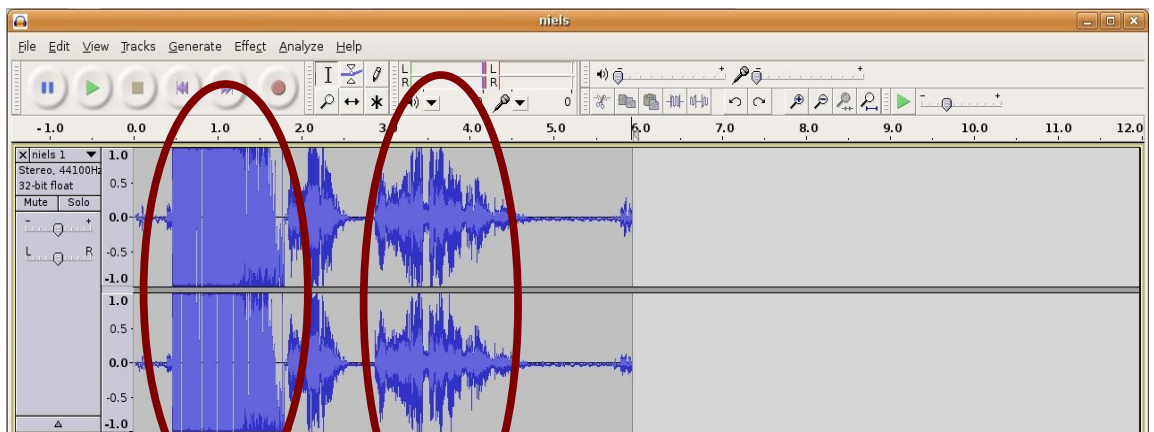 niels
File Edit View Tracks Generate Effect Analyze Help
L L
R R
0
-1.0 0.0 1.0 2.0 3.0 4.0 5.0 6.0 7.0 8.0 9.0 10.0 11.0 12.0
X niels 1
Stereo, 44100Hz
32-bit float
Mute Solo
- +
L R
1.0
0.5
0.0
-0.5
-1.0
1.0
0.5
0.0
-0.5
-1.0